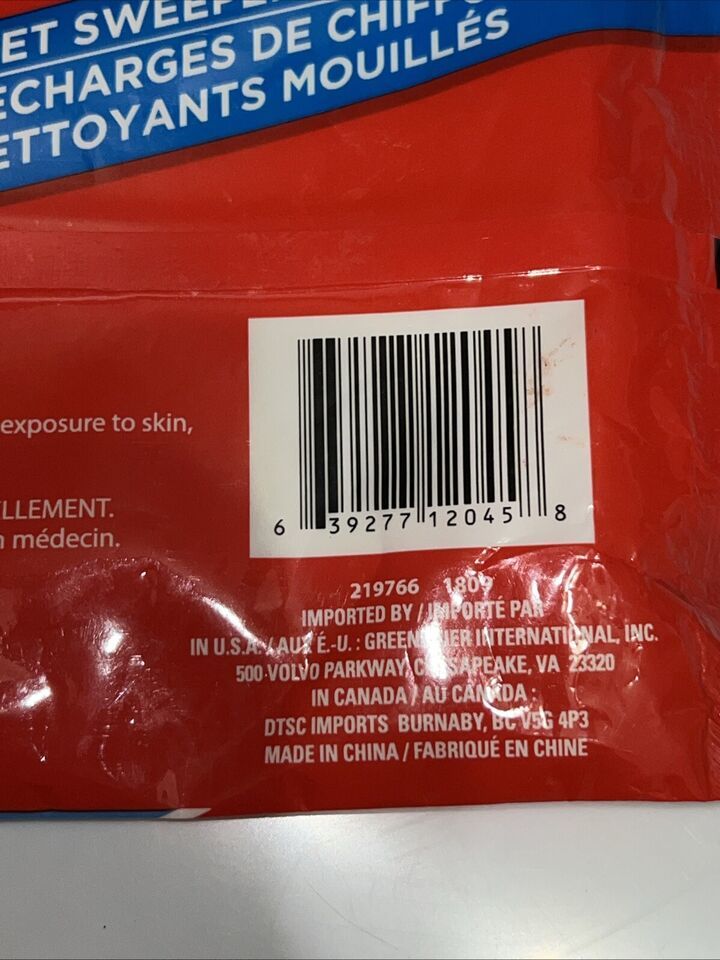 ET SWEEPE
ECHARGES DE CHIFF
ETTOYANTS MOUILLÉS
exposure to skin,
ELLEMENT.
n médecin.
6 39277 12045 8
219766 1809
IMPORTED BY / IMPORTÉ PAR
IN U.S.A. / AUX É.-U. : GREENBRIER INTERNATIONAL, INC.
500 VOLVO PARKWAY, CHESAPEAKE, VA 23320
IN CANADA / AU CANADA :
DTSC IMPORTS BURNABY, BC V5G 4P3
MADE IN CHINA / FABRIQUÉ EN CHINE